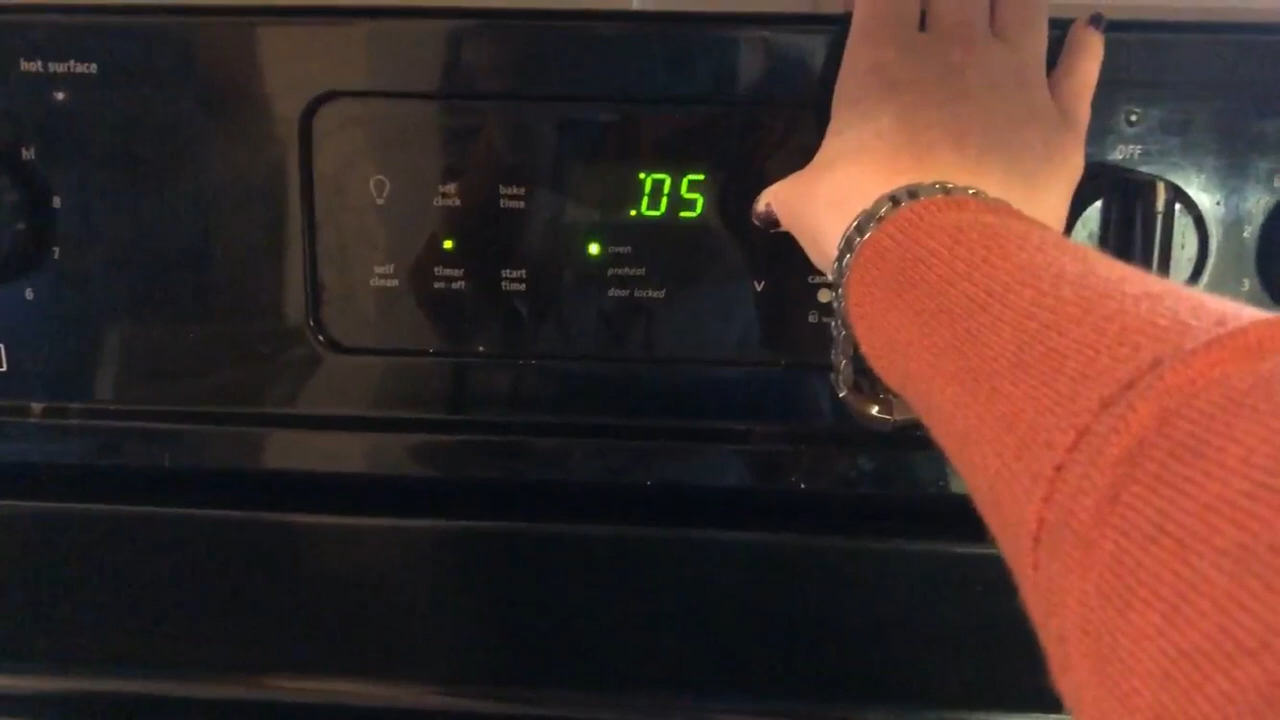 hot surface
hi
8
7
6
set
clock
bake
time
:05
oven
preheat
door locked
self
clean
timer
on-off
start
time
OFF
2
3